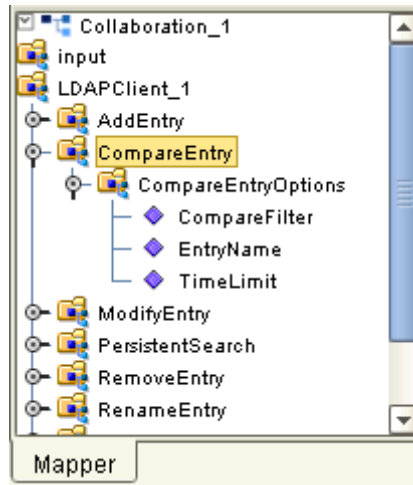 Collaboration_1
input
LDAPClient_1
AddEntry
CompareEntry
CompareEntryOptions
CompareFilter
EntryName
TimeLimit
ModifyEntry
PersistentSearch
RemoveEntry
RenameEntry
Mapper